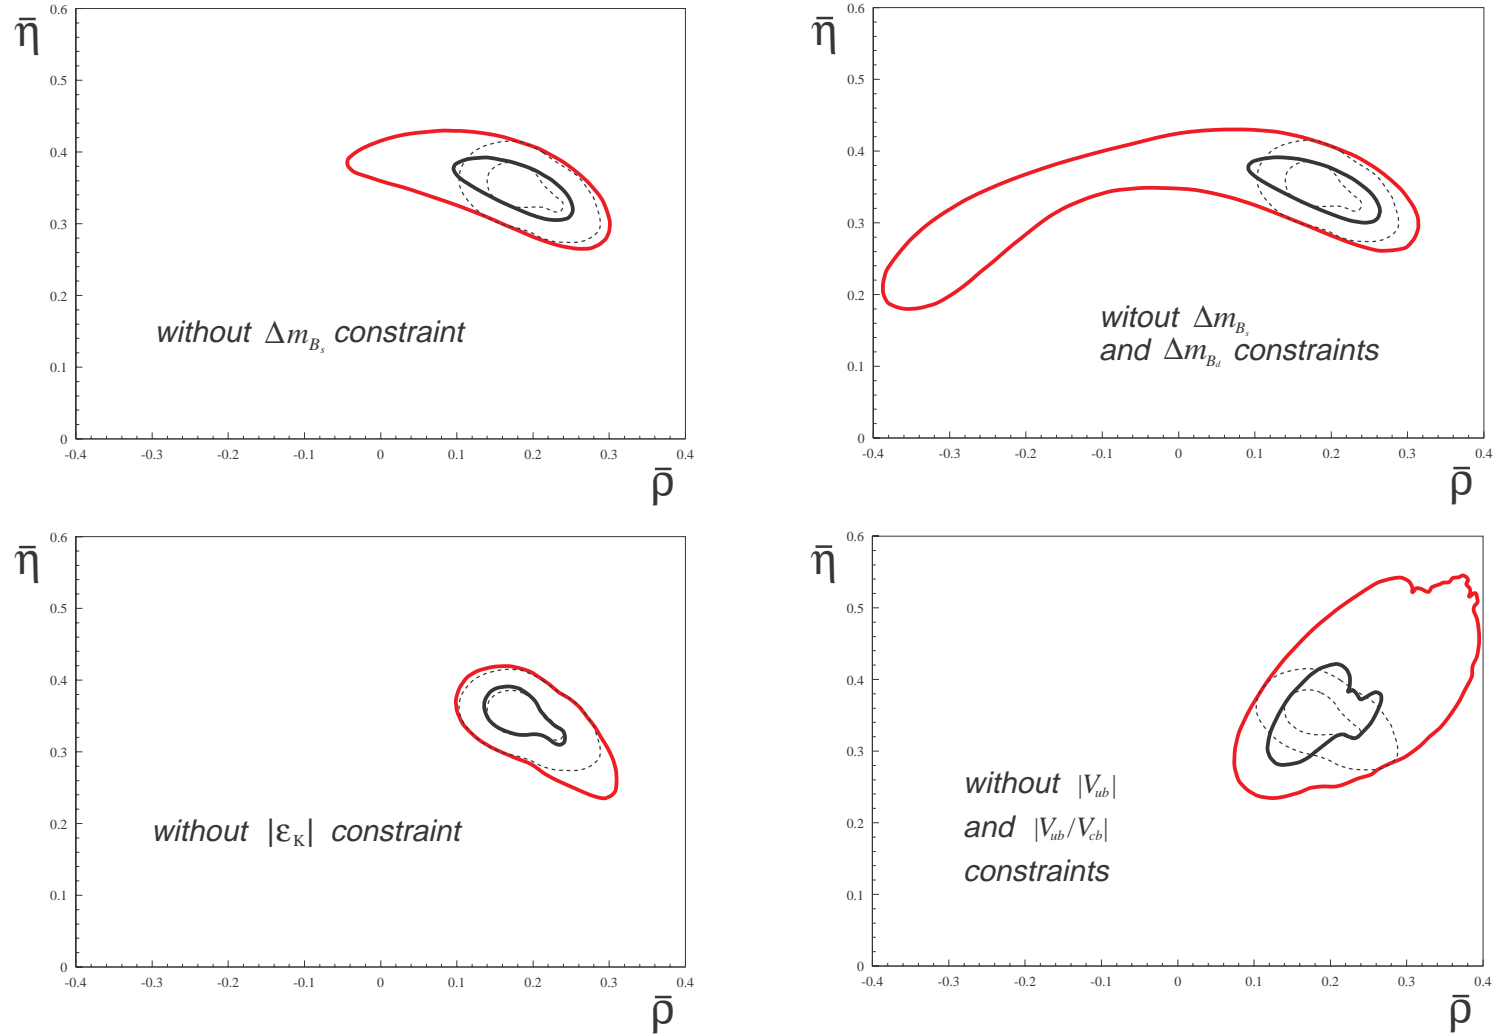 η̄
0.6
0.5
0.4
0.3
0.2
0.1
0
without Δm_{B_s} constraint
-0.4 -0.3 -0.2 -0.1 0 0.1 0.2 0.3 0.4
ρ̄
η̄
0.6
0.5
0.4
0.3
0.2
0.1
0
witout Δm_{B_s}
and Δm_{B_d} constraints
-0.4 -0.3 -0.2 -0.1 0 0.1 0.2 0.3 0.4
ρ̄
η̄
0.6
0.5
0.4
0.3
0.2
0.1
0
without |ε_K| constraint
-0.4 -0.3 -0.2 -0.1 0 0.1 0.2 0.3 0.4
ρ̄
η̄
0.6
0.5
0.4
0.3
0.2
0.1
0
without |V_{ub}|
and |V_{ub}/V_{cb}|
constraints
-0.4 -0.3 -0.2 -0.1 0 0.1 0.2 0.3 0.4
ρ̄